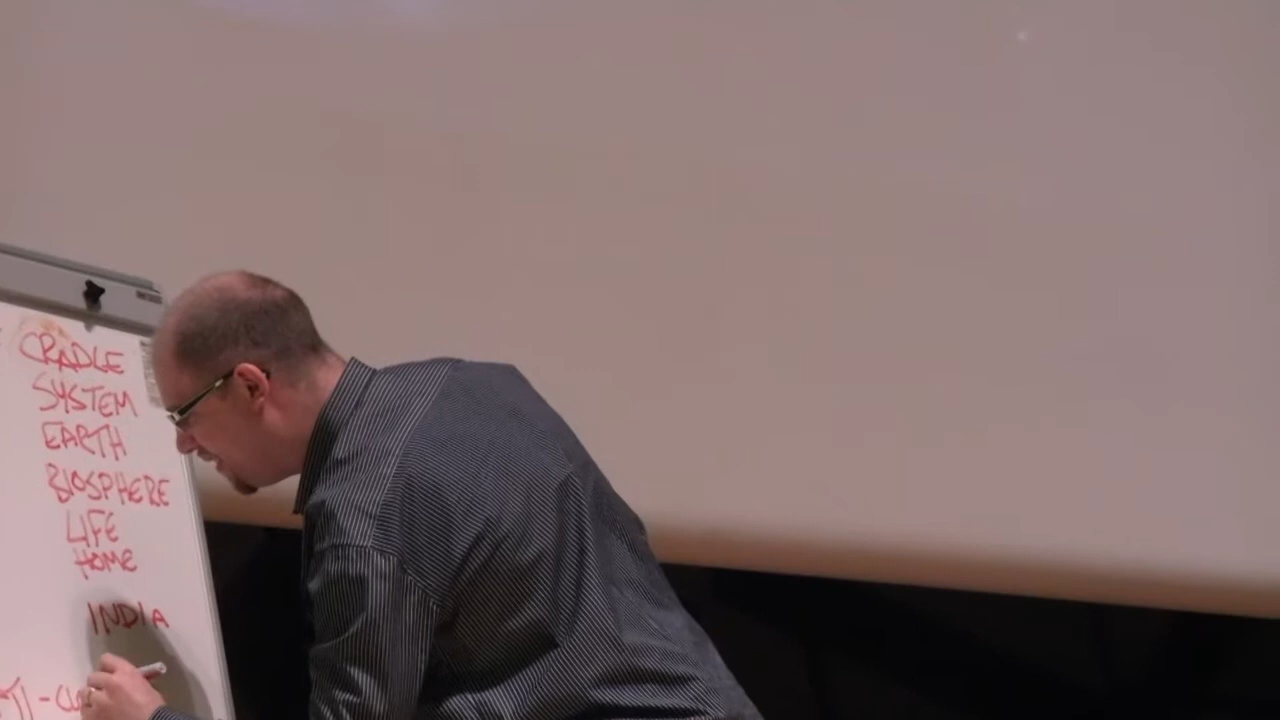 CRADLE
SYSTEM
EARTH
BIOSPHERE
LIFE
HOME
INDIA